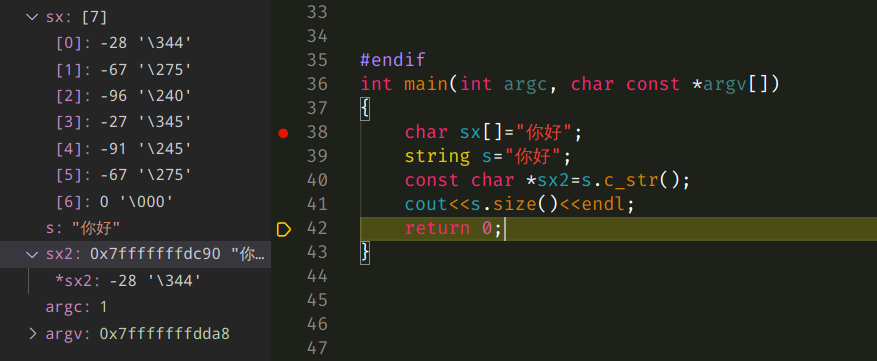 sx: [7]
[0]: -28 '\344'
[1]: -67 '\275'
[2]: -96 '\240'
[3]: -27 '\345'
[4]: -91 '\245'
[5]: -67 '\275'
[6]: 0 '\000'
s: "你好"
sx2: 0x7fffffffdc90 "你…
*sx2: -28 '\344'
argc: 1
argv: 0x7fffffffdda8
33
34
35 #endif
36 int main(int argc, char const *argv[])
37 {
38 char sx[]="你好";
39 string s="你好";
40 const char *sx2=s.c_str();
41 cout<<s.size()<<endl;
42 return 0;
43 }
44
45
46
47